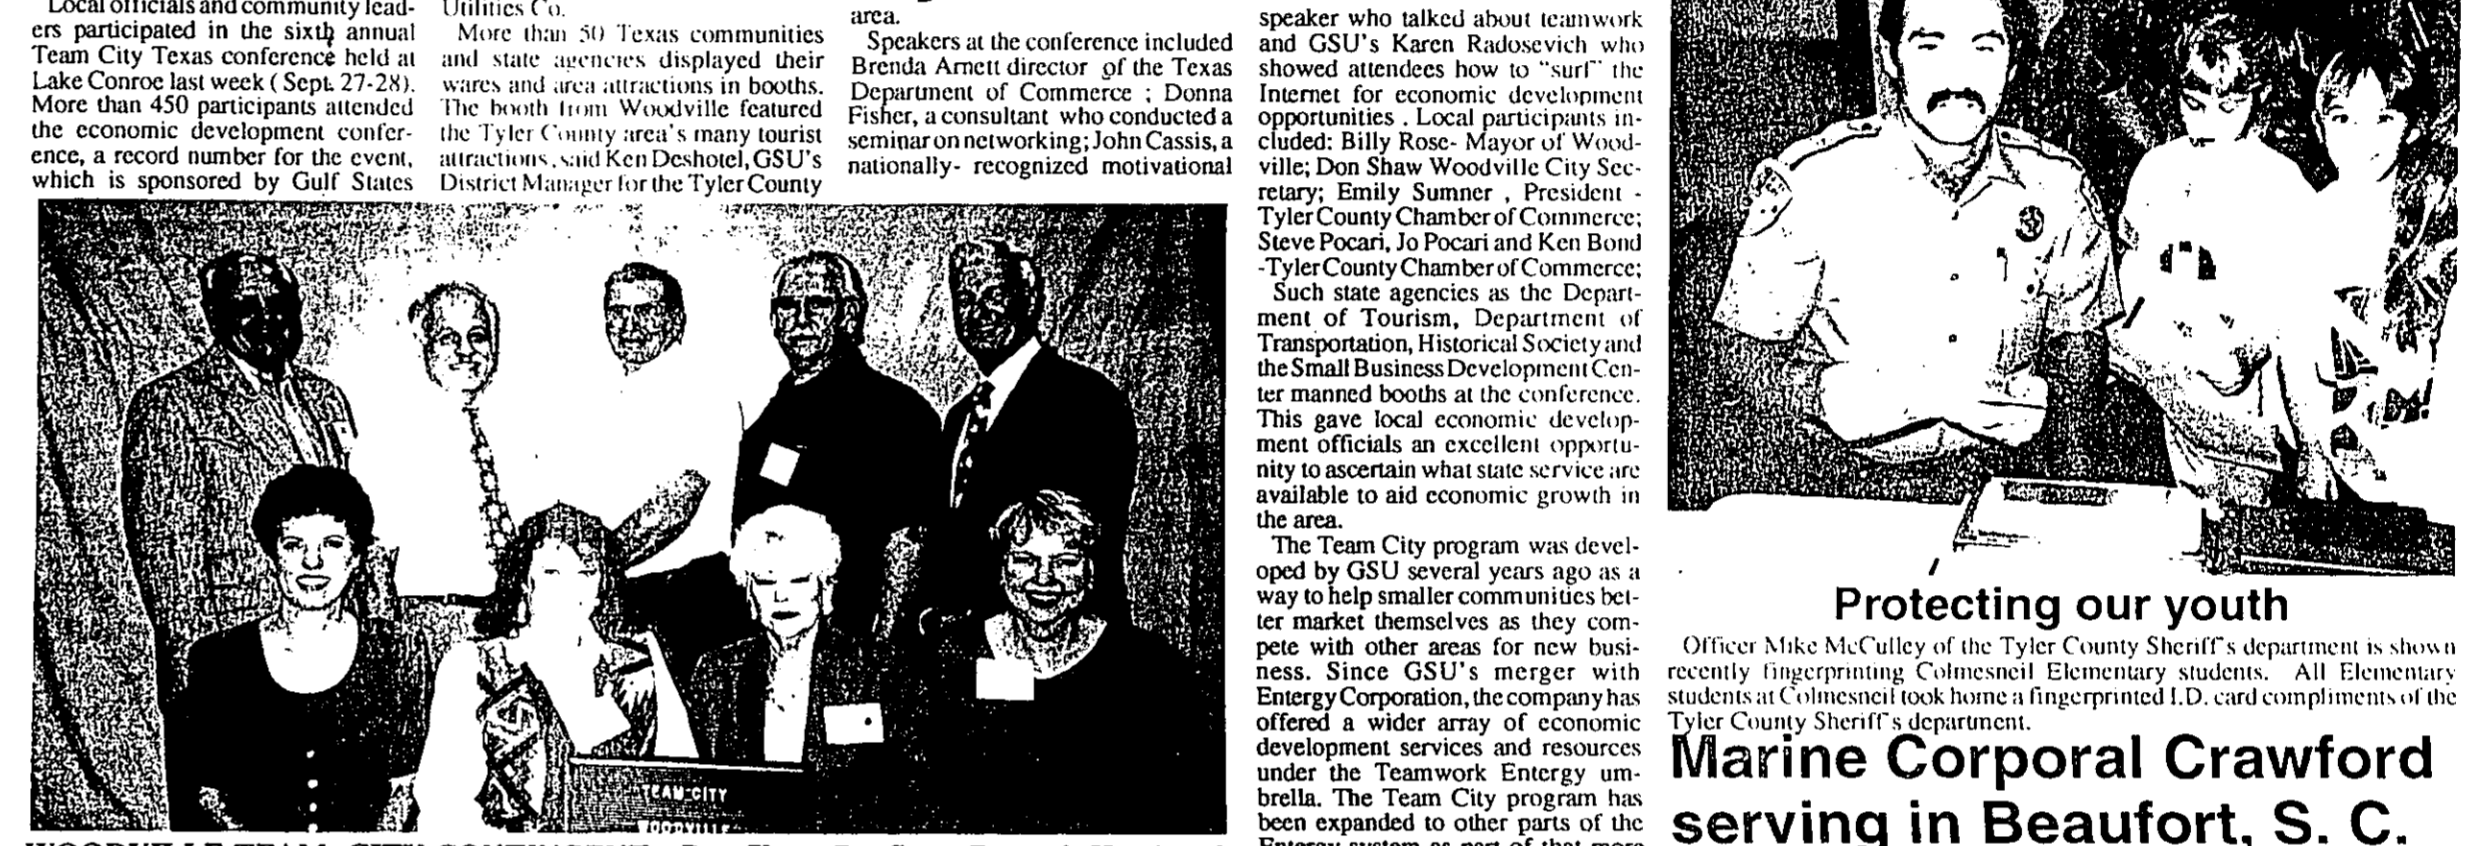 Local officials and community lead-
ers participated in the sixth annual
Team City Texas conference held at
Lake Conroe last week ( Sept. 27-28).
More than 450 participants attended
the economic development confer-
ence, a record number for the event,
which is sponsored by Gulf States
Utilities Co.
More than 50 Texas communities
and state agencies displayed their
wares and area attractions in booths.
The booth from Woodville featured
the Tyler County area's many tourist
attractions, said Ken Deshotel, GSU's
District Manager for the Tyler County
area.
Speakers at the conference included
Brenda Arnett director of the Texas
Department of Commerce ; Donna
Fisher, a consultant who conducted a
seminar on networking; John Cassis, a
nationally- recognized motivational
speaker who talked about teamwork
and GSU's Karen Radosevich who
showed attendees how to "surf" the
Internet for economic development
opportunities . Local participants in-
cluded: Billy Rose- Mayor of Wood-
ville; Don Shaw Woodville City Sec-
retary; Emily Sumner , President -
Tyler County Chamber of Commerce;
Steve Pocari, Jo Pocari and Ken Bond
-Tyler County Chamber of Commerce;
Such state agencies as the Depart-
ment of Tourism, Department of
Transportation, Historical Society and
the Small Business Development Cen-
ter manned booths at the conference.
This gave local economic develop-
ment officials an excellent opportu-
nity to ascertain what state service are
available to aid economic growth in
the area.
The Team City program was devel-
oped by GSU several years ago as a
way to help smaller communities bet-
ter market themselves as they com-
pete with other areas for new busi-
ness. Since GSU's merger with
Entergy Corporation, the company has
offered a wider array of economic
development services and resources
under the Teamwork Entergy um-
brella. The Team City program has
been expanded to other parts of the
Entergy system as part of that more
TEAM CITY
WOODVILLE
WOODVILLE TEAM CITY CONTINGENT
Protecting our youth
Officer Mike McCulley of the Tyler County Sheriff's department is shown
recently fingerprinting Colmesneil Elementary students. All Elementary
students at Colmesneil took home a fingerprinted I.D. card compliments of the
Tyler County Sheriff's department.
Marine Corporal Crawford
serving in Beaufort, S. C.